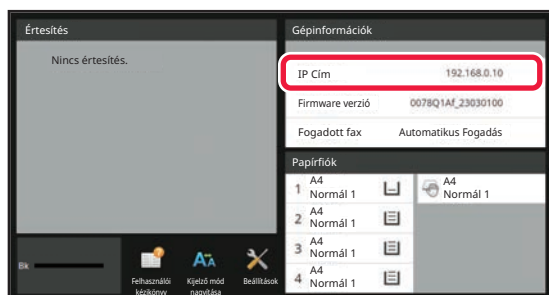 Értesítés
Nincs értesítés.
Gépinformációk
IP Cím 192.168.0.10
Firmware verzió 0078Q1Af_23030100
Fogadott fax Automatikus Fogadás
Papírfiók
1 A4
Normál 1
A4
Normál 1
2 A4
Normál 1
3 A4
Normál 1
4 A4
Normál 1
Bk
Felhasználói
kézikönyv
Kijelző mód
nagyítása
Beállítások